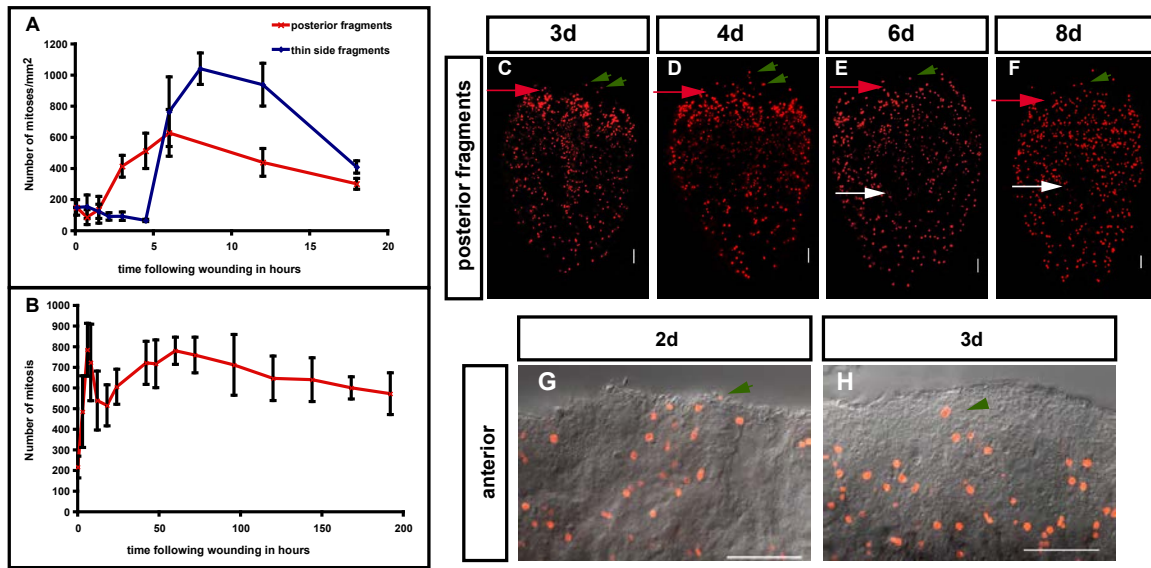 A
posterior fragments
thin side fragments
Number of mitoses/mm2
1200
1000
800
600
400
200
0
0 5 10 15 20
time following wounding in hours
B
Number of mitosis
1000
900
800
700
600
500
400
300
200
100
0
0 50 100 150 200
time following wounding in hours
3d 4d 6d 8d
posterior fragments
C D E F
2d 3d
anterior
G H